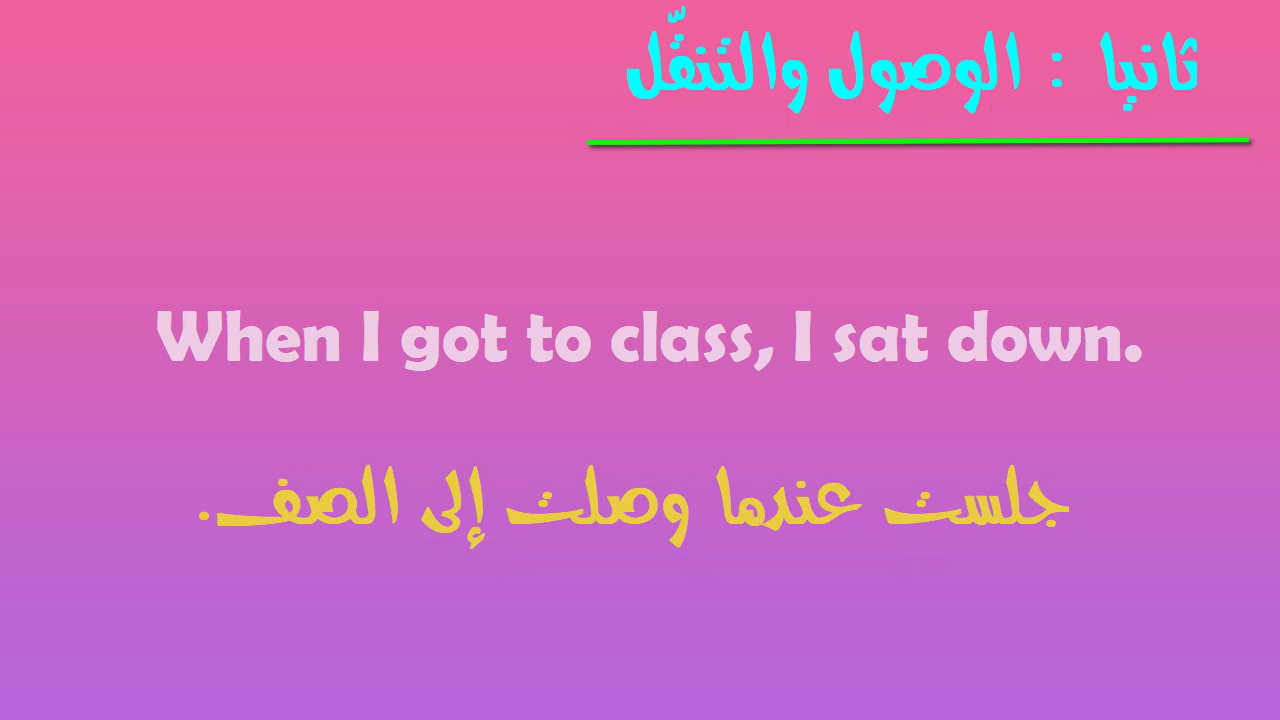 ثانيا : الوصول والتنقّل
When I got to class, I sat down.
جلست عندما وصلت إلى الصف.